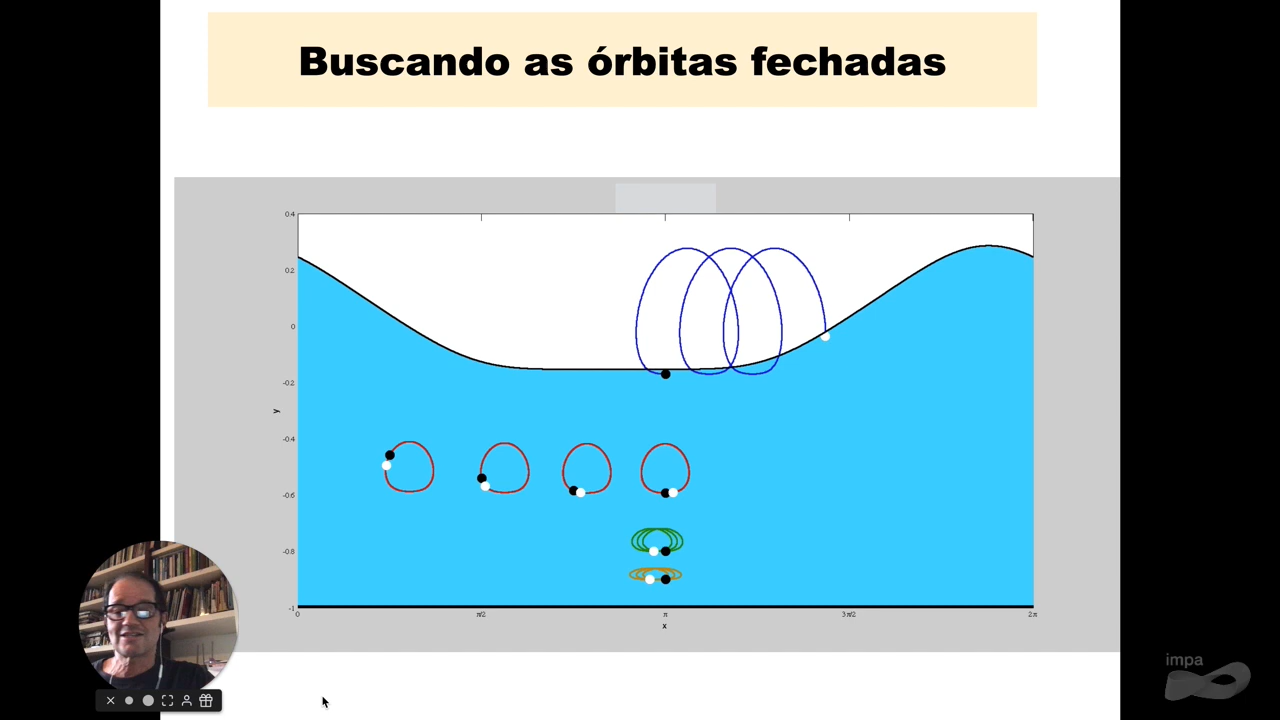 Buscando as órbitas fechadas
0.4
0.2
0
-0.2
y
-0.4
-0.6
-0.8
-1
0 π/2 π 3π/2 2π
x
impa